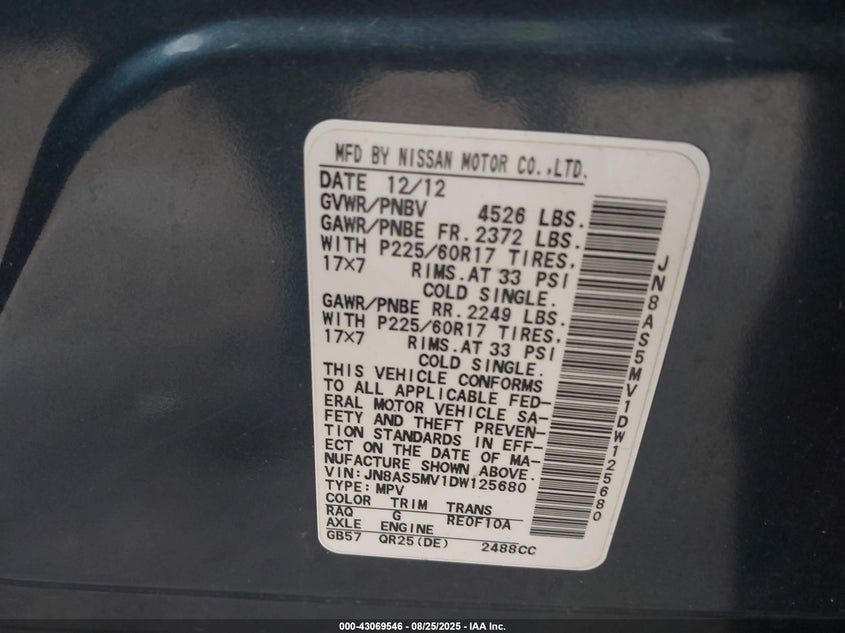 MFD BY NISSAN MOTOR CO.,LTD.
DATE 12/12
GVWR/PNBV 4526 LBS.
GAWR/PNBE FR. 2372 LBS.
WITH P225/60R17 TIRES,
17×7 RIMS.AT 33 PSI
COLD SINGLE.
GAWR/PNBE RR. 2249 LBS.
WITH P225/60R17 TIRES,
17×7 RIMS.AT 33 PSI
COLD SINGLE.
THIS VEHICLE CONFORMS
TO ALL APPLICABLE FED-
ERAL MOTOR VEHICLE SA-
FETY AND THEFT PREVEN-
TION STANDARDS IN EFF-
ECT ON THE DATE OF MA-
NUFACTURE SHOWN ABOVE.
VIN:JN8AS5MV1DW125680
TYPE: MPV
COLOR TRIM TRANS
RAQ G RE0F10A
AXLE ENGINE
GB57 QR25(DE) 2488CC
JN8AS5MV1DW125680
000-43069546 - 08/25/2025 - IAA Inc.